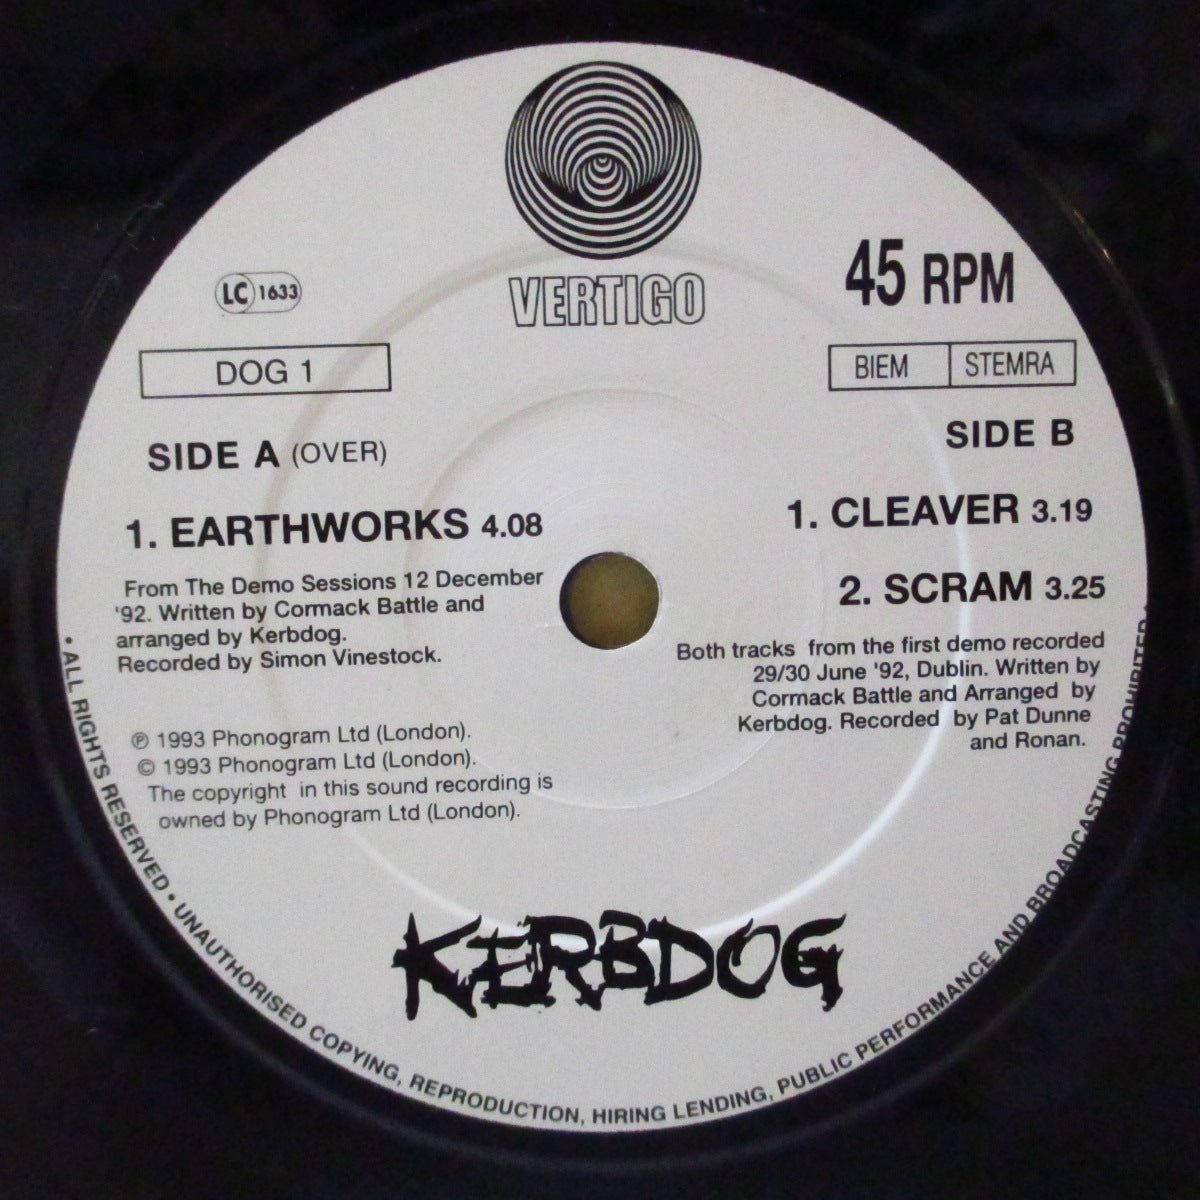 VERTIGO
LC 1633
45 RPM
DOG 1
BIEM STEMRA
SIDE A (OVER)
1. EARTHWORKS 4.08
From The Demo Sessions 12 December
'92. Written by Cormack Battle and
arranged by Kerbdog.
Recorded by Simon Vinestock.
℗ 1993 Phonogram Ltd (London).
© 1993 Phonogram Ltd (London).
The copyright in this sound recording is
owned by Phonogram Ltd (London).
SIDE B
1. CLEAVER 3.19
2. SCRAM 3.25
Both tracks from the first demo recorded
29/30 June '92, Dublin. Written by
Cormack Battle and Arranged by
Kerbdog. Recorded by Pat Dunne
and Ronan.
KERBDOG
• ALL RIGHTS RESERVED • UNAUTHORISED COPYING, REPRODUCTION, HIRING LENDING, PUBLIC PERFORMANCE AND BROADCASTING PROHIBITED •